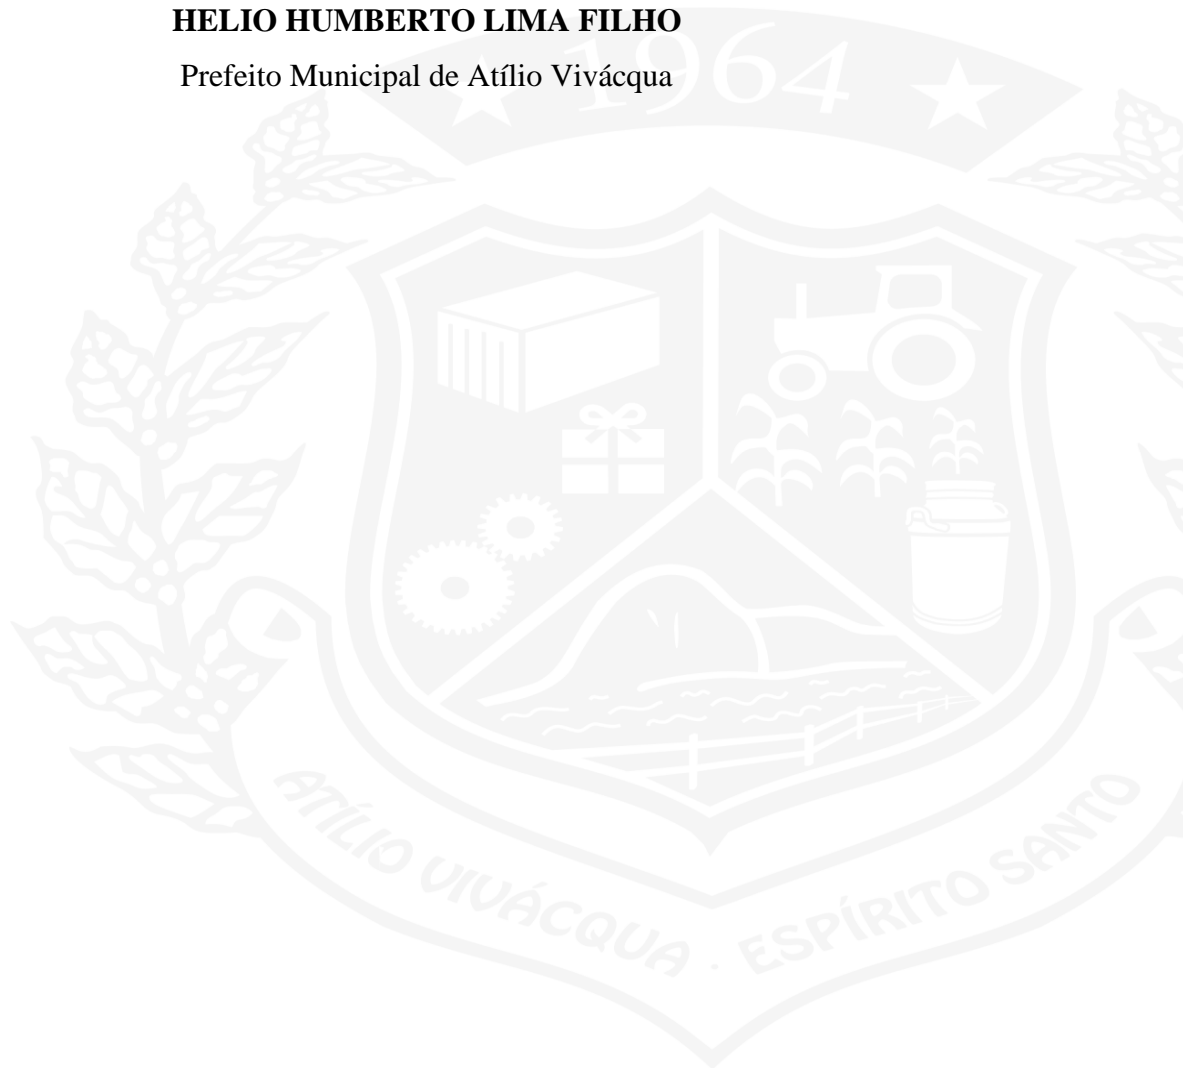 HELIO HUMBERTO LIMA FILHO
Prefeito Municipal de Atílio Vivácqua
1964
ATÍLIO VIVÁCQUA · ESPÍRITO SANTO